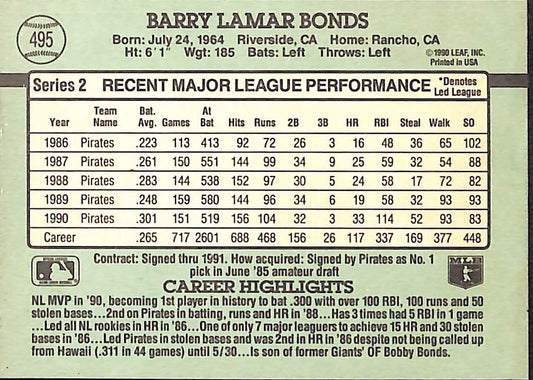 495
BARRY LAMAR BONDS
Born: July 24, 1964 Riverside, CA Home: Rancho, CA
Ht: 6'1" Wgt: 185 Bats: Left Throws: Left
©1990 LEAF, INC.
Printed in USA
Series 2 RECENT MAJOR LEAGUE PERFORMANCE *Denotes Led League
Year Team Name Bat. Avg. Games At Bat Hits Runs 2B 3B HR RBI Steal Walk SO
1986 Pirates .223 113 413 92 72 26 3 16 48 36 65 102
1987 Pirates .261 150 551 144 99 34 9 25 59 32 54 88
1988 Pirates .283 144 538 152 97 30 5 24 58 17 72 82
1989 Pirates .248 159 580 144 96 34 6 19 58 32 93 93
1990 Pirates .301 151 519 156 104 32 3 33 114 52 93 83
Career .265 717 2601 688 468 156 26 117 337 169 377 448
Contract: Signed thru 1991. How acquired: Signed by Pirates as No. 1
pick in June '85 amateur draft
MLB
CAREER HIGHLIGHTS
NL MVP in '90, becoming 1st player in history to bat .300 with over 100 RBI, 100 runs and 50
stolen bases...2nd on Pirates in batting, runs and HR in '88...Has 3 times had 5 RBI in 1 game
...Led all NL rookies in HR in '86...One of only 7 major leaguers to achieve 15 HR and 30 stolen
bases in '86...Led Pirates in stolen bases and was 2nd in HR in '86 despite not being called up
from Hawaii (.311 in 44 games) until 5/30...Is son of former Giants' OF Bobby Bonds.